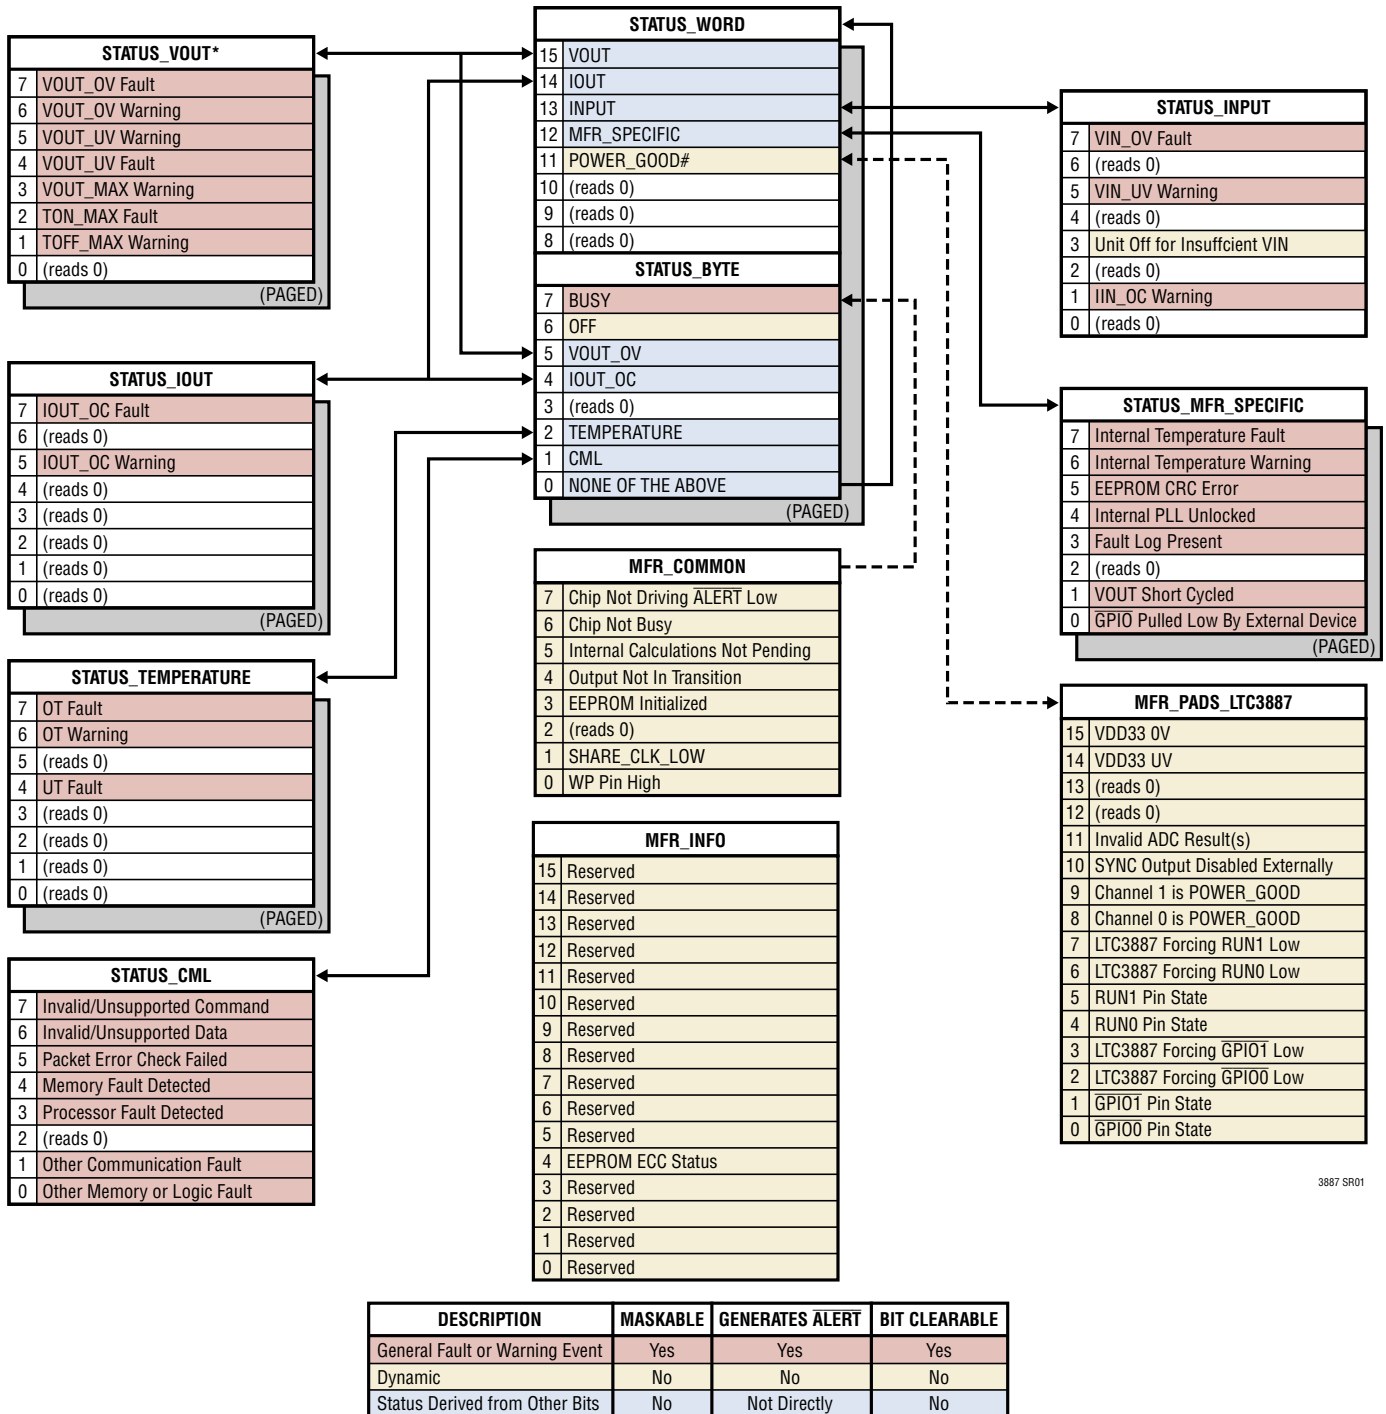 STATUS_VOUT*
7 VOUT_OV Fault
6 VOUT_OV Warning
5 VOUT_UV Warning
4 VOUT_UV Fault
3 VOUT_MAX Warning
2 TON_MAX Fault
1 TOFF_MAX Warning
0 (reads 0)
(PAGED)
STATUS_IOUT
7 IOUT_OC Fault
6 (reads 0)
5 IOUT_OC Warning
4 (reads 0)
3 (reads 0)
2 (reads 0)
1 (reads 0)
0 (reads 0)
(PAGED)
STATUS_TEMPERATURE
7 OT Fault
6 OT Warning
5 (reads 0)
4 UT Fault
3 (reads 0)
2 (reads 0)
1 (reads 0)
0 (reads 0)
(PAGED)
STATUS_CML
7 Invalid/Unsupported Command
6 Invalid/Unsupported Data
5 Packet Error Check Failed
4 Memory Fault Detected
3 Processor Fault Detected
2 (reads 0)
1 Other Communication Fault
0 Other Memory or Logic Fault
STATUS_WORD
15 VOUT
14 IOUT
13 INPUT
12 MFR_SPECIFIC
11 POWER_GOOD#
10 (reads 0)
9 (reads 0)
8 (reads 0)
STATUS_BYTE
7 BUSY
6 OFF
5 VOUT_OV
4 IOUT_OC
3 (reads 0)
2 TEMPERATURE
1 CML
0 NONE OF THE ABOVE
(PAGED)
MFR_COMMON
7 Chip Not Driving ALERT Low
6 Chip Not Busy
5 Internal Calculations Not Pending
4 Output Not In Transition
3 EEPROM Initialized
2 (reads 0)
1 SHARE_CLK_LOW
0 WP Pin High
MFR_INFO
15 Reserved
14 Reserved
13 Reserved
12 Reserved
11 Reserved
10 Reserved
9 Reserved
8 Reserved
7 Reserved
6 Reserved
5 Reserved
4 EEPROM ECC Status
3 Reserved
2 Reserved
1 Reserved
0 Reserved
STATUS_INPUT
7 VIN_OV Fault
6 (reads 0)
5 VIN_UV Warning
4 (reads 0)
3 Unit Off for Insuffcient VIN
2 (reads 0)
1 IIN_OC Warning
0 (reads 0)
STATUS_MFR_SPECIFIC
7 Internal Temperature Fault
6 Internal Temperature Warning
5 EEPROM CRC Error
4 Internal PLL Unlocked
3 Fault Log Present
2 (reads 0)
1 VOUT Short Cycled
0 GPIO Pulled Low By External Device
(PAGED)
MFR_PADS_LTC3887
15 VDD33 OV
14 VDD33 UV
13 (reads 0)
12 (reads 0)
11 Invalid ADC Result(s)
10 SYNC Output Disabled Externally
9 Channel 1 is POWER_GOOD
8 Channel 0 is POWER_GOOD
7 LTC3887 Forcing RUN1 Low
6 LTC3887 Forcing RUN0 Low
5 RUN1 Pin State
4 RUN0 Pin State
3 LTC3887 Forcing GPIO1 Low
2 LTC3887 Forcing GPIO0 Low
1 GPIO1 Pin State
0 GPIO0 Pin State
3887 SR01
DESCRIPTION MASKABLE GENERATES ALERT BIT CLEARABLE
General Fault or Warning Event Yes Yes Yes
Dynamic No No No
Status Derived from Other Bits No Not Directly No